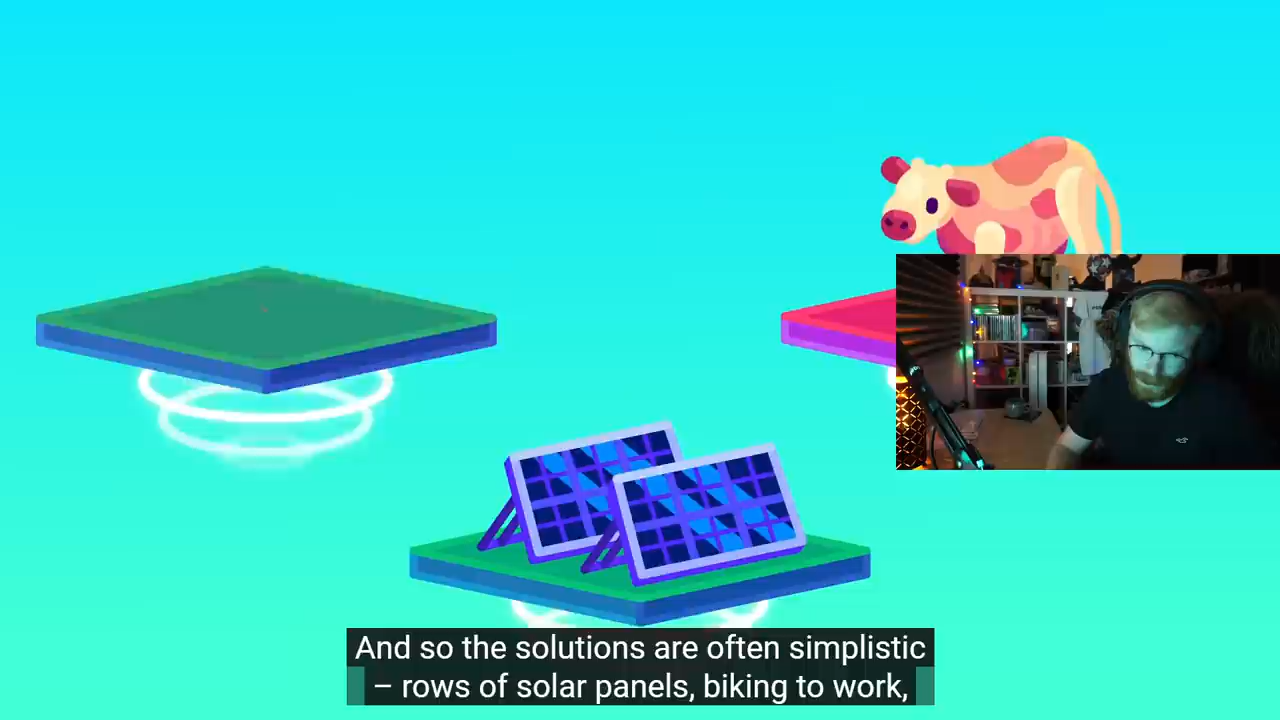 And so the solutions are often simplistic
– rows of solar panels, biking to work,